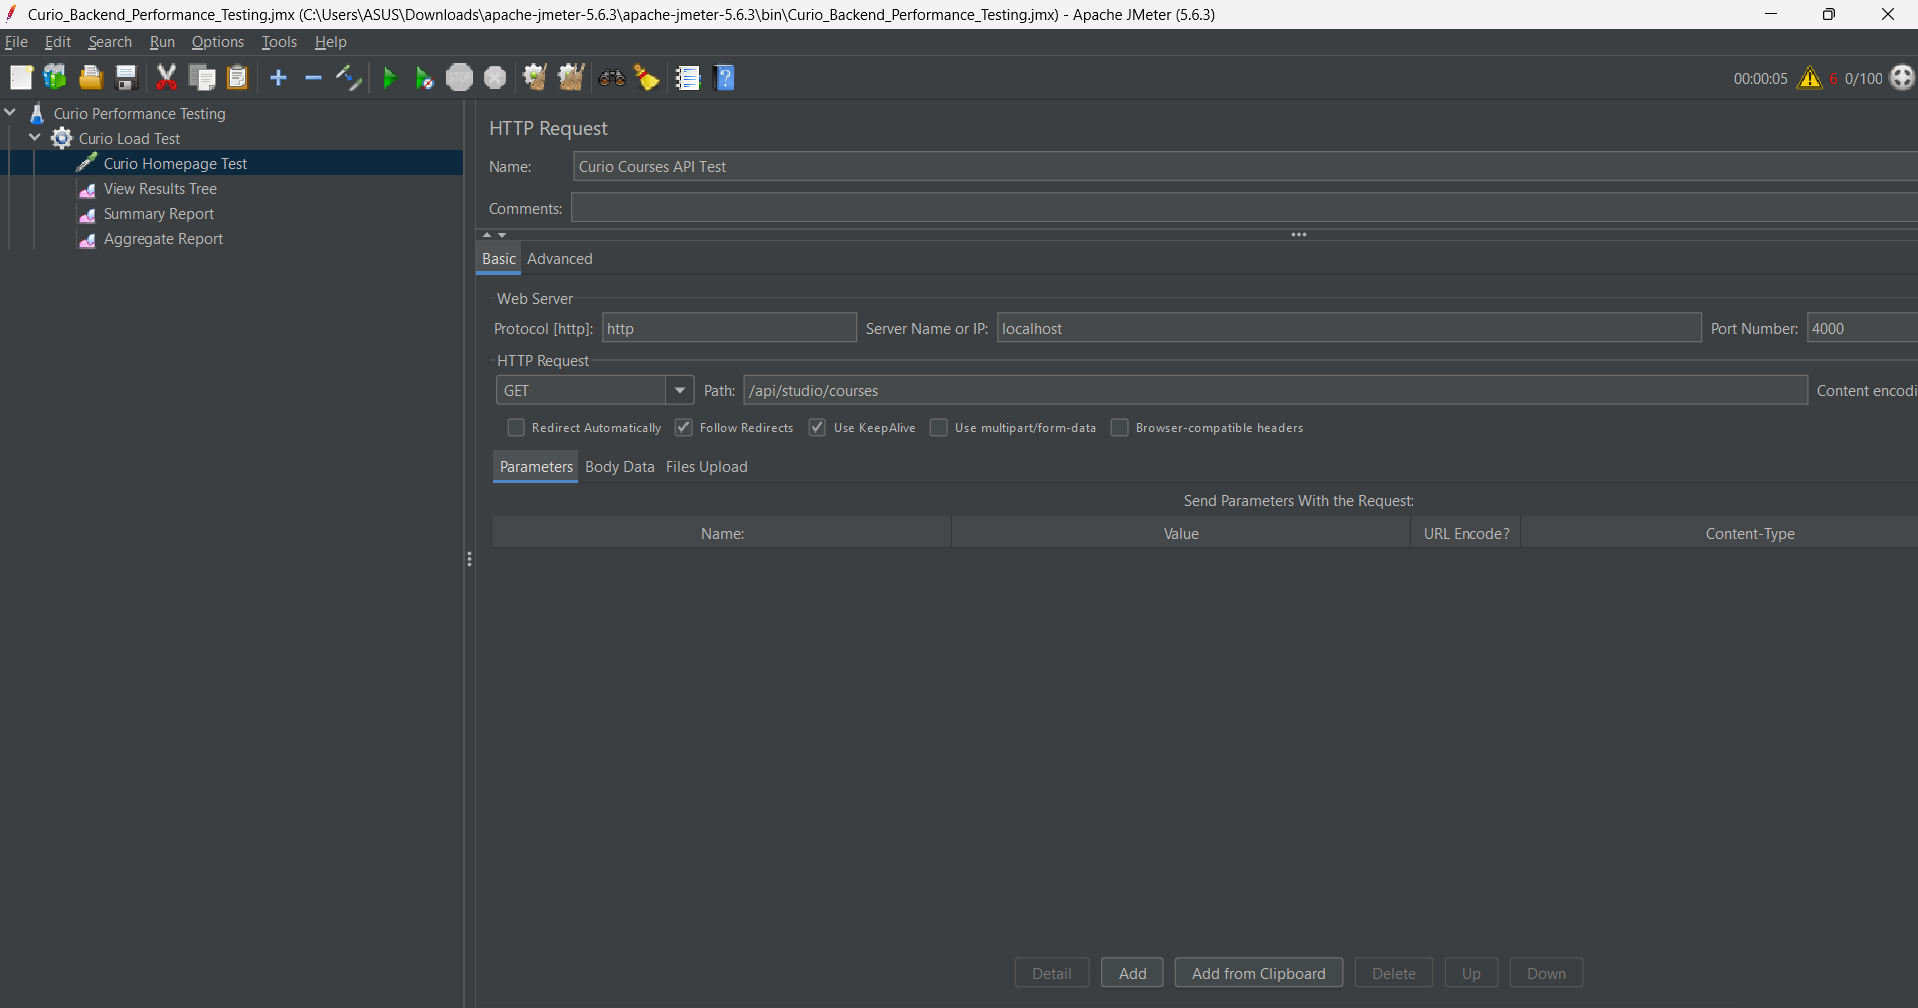 Curio_Backend_Performance_Testing.jmx (C:\Users\ASUS\Downloads\apache-jmeter-5.6.3\apache-jmeter-5.6.3\bin\Curio_Backend_Performance_Testing.jmx) - Apache JMeter (5.6.3)
File Edit Search Run Options Tools Help
STOP ? 00:00:05 6 0/100
Curio Performance Testing
Curio Load Test
Curio Homepage Test
View Results Tree
Summary Report
Aggregate Report
HTTP Request
Name: Curio Courses API Test
Comments:
Basic Advanced
Web Server
Protocol [http]: http Server Name or IP: localhost Port Number: 4000
HTTP Request
GET Path: /api/studio/courses Content encodi
Redirect Automatically Follow Redirects Use KeepAlive Use multipart/form-data Browser-compatible headers
Parameters Body Data Files Upload
Send Parameters With the Request:
Name: Value URL Encode? Content-Type
Detail Add Add from Clipboard Delete Up Down